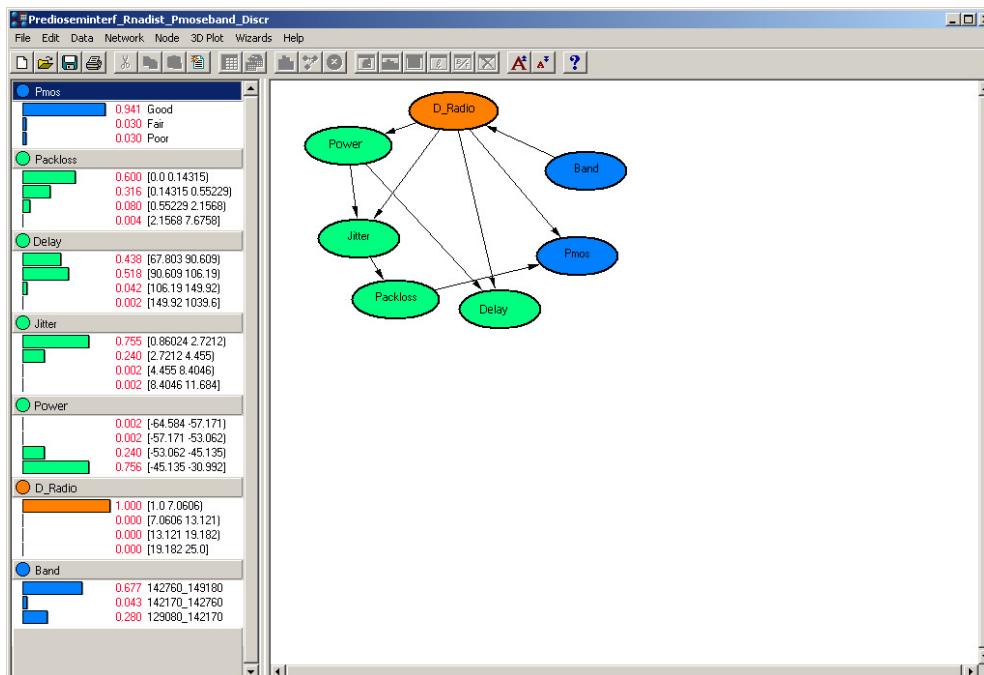 Predioseminterf_Rnadist_Pmoseband_Discr
File Edit Data Network Node 3D Plot Wizards Help
Pmos
0.941 Good
0.030 Fair
0.030 Poor
Packloss
0.600 [0.0 0.14315)
0.316 [0.14315 0.55229)
0.080 [0.55229 2.1568)
0.004 [2.1568 7.6758]
Delay
0.438 [67.803 90.609)
0.518 [90.609 106.19)
0.042 [106.19 149.92)
0.002 [149.92 1039.6]
Jitter
0.755 [0.86024 2.7212)
0.240 [2.7212 4.455)
0.002 [4.455 8.4046)
0.002 [8.4046 11.684]
Power
0.002 [-64.584 -57.171)
0.002 [-57.171 -53.062)
0.240 [-53.062 -45.135)
0.756 [-45.135 -30.992]
D_Radio
1.000 [1.0 7.0606)
0.000 [7.0606 13.121)
0.000 [13.121 19.182)
0.000 [19.182 25.0]
Band
0.677 142760_149180
0.043 142170_142760
0.280 129080_142170
D_Radio
Power
Band
Jitter
Pmos
Packloss
Delay